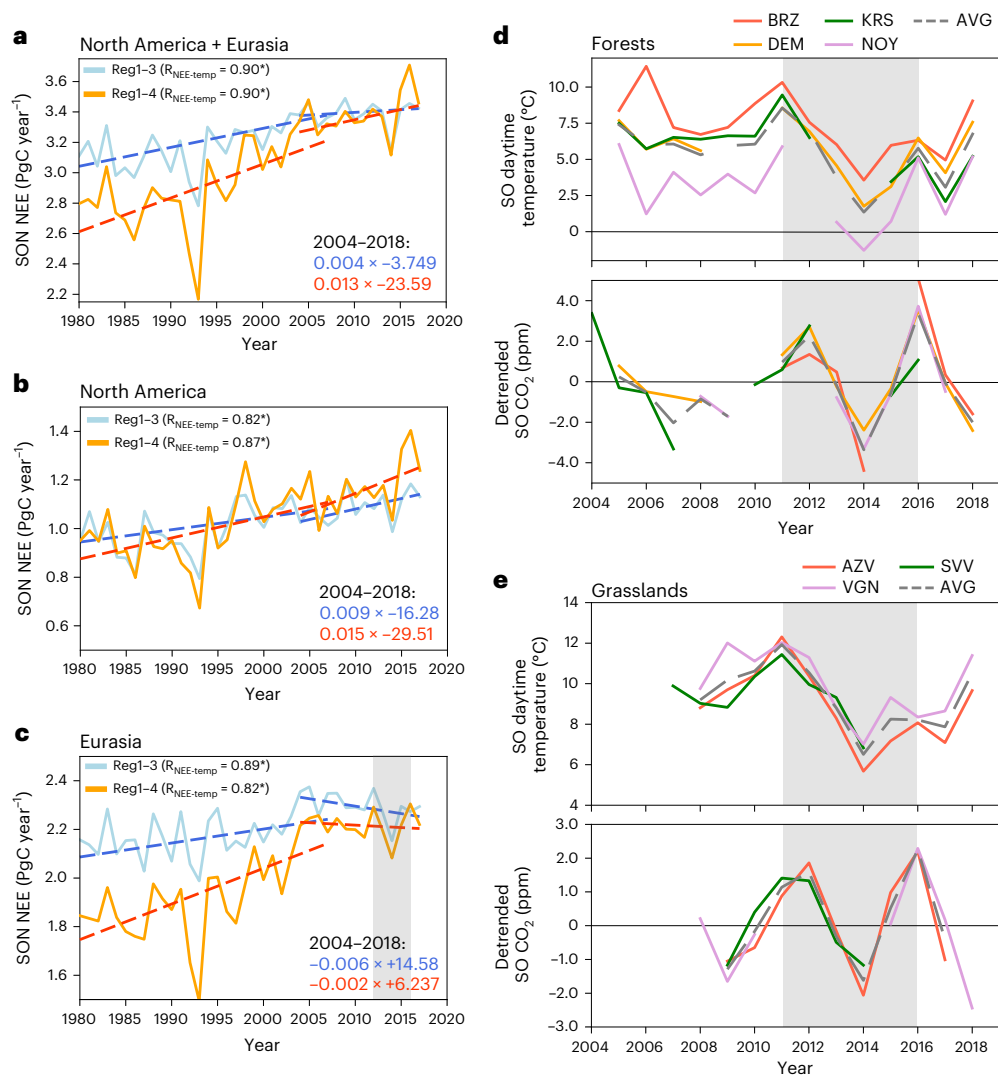 a
North America + Eurasia
Reg1–3 (R_NEE-temp = 0.90*)
Reg1–4 (R_NEE-temp = 0.90*)
SON NEE (PgC year⁻¹)
3.6
3.4
3.2
3.0
2.8
2.6
2.4
2.2
2004–2018:
0.004 × –3.749
0.013 × –23.59
1980 1985 1990 1995 2000 2005 2010 2015 2020
Year
b
North America
Reg1–3 (R_NEE-temp = 0.82*)
Reg1–4 (R_NEE-temp = 0.87*)
SON NEE (PgC year⁻¹)
1.4
1.2
1.0
0.8
0.6
2004–2018:
0.009 × -16.28
0.015 × –29.51
1980 1985 1990 1995 2000 2005 2010 2015 2020
Year
c
Eurasia
Reg1–3 (R_NEE-temp = 0.89*)
Reg1–4 (R_NEE-temp = 0.82*)
SON NEE (PgC year⁻¹)
2.4
2.2
2.0
1.8
1.6
2004–2018:
–0.006 × +14.58
–0.002 × +6.237
1980 1985 1990 1995 2000 2005 2010 2015 2020
Year
d
BRZ KRS AVG
DEM NOY
Forests
SO daytime
temperature (°C)
10.0
7.5
5.0
2.5
0
Detrended
SO CO₂ (ppm)
4.0
2.0
0
–2.0
–4.0
2004 2006 2008 2010 2012 2014 2016 2018
Year
e
AZV SVV
VGN AVG
Grasslands
SO daytime
temperature (°C)
14
12
10
8
6
4
Detrended
SO CO₂ (ppm)
3.0
2.0
1.0
0
–1.0
–2.0
–3.0
2004 2006 2008 2010 2012 2014 2016 2018
Year